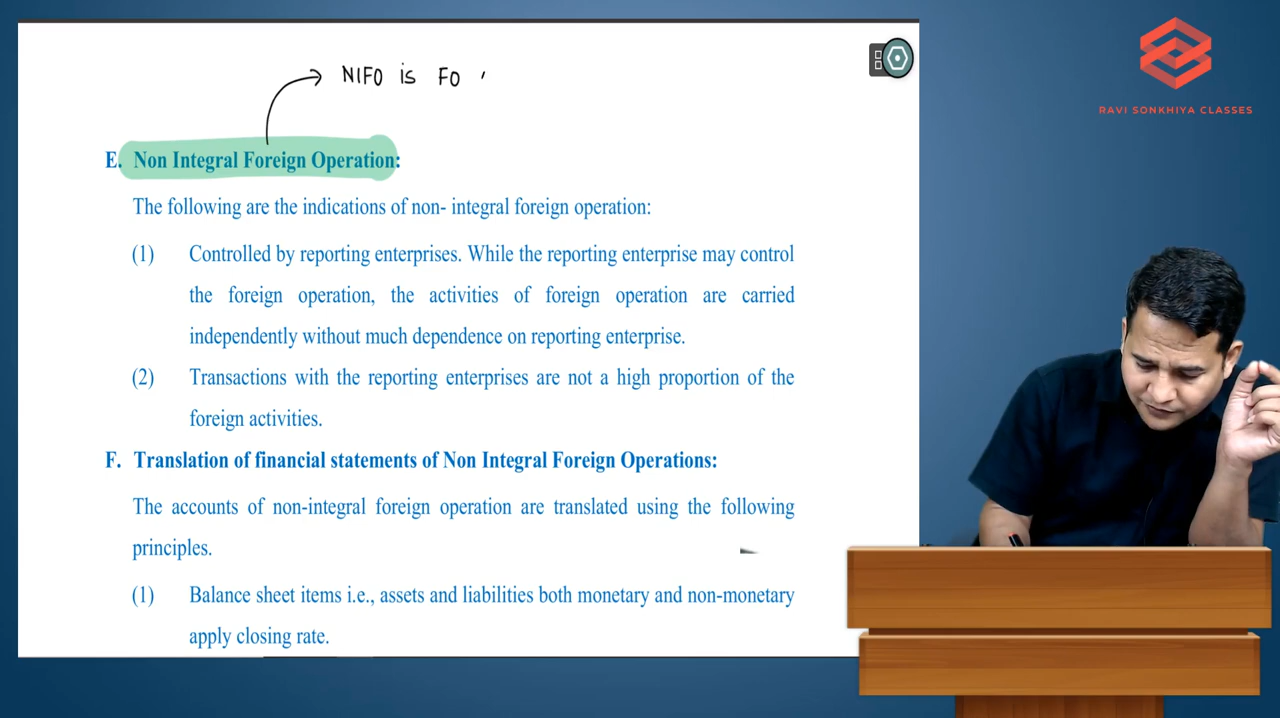 NIFO is FO
RAVI SONKHIYA CLASSES
E. Non Integral Foreign Operation:
The following are the indications of non- integral foreign operation:
(1) Controlled by reporting enterprises. While the reporting enterprise may control
the foreign operation, the activities of foreign operation are carried
independently without much dependence on reporting enterprise.
(2) Transactions with the reporting enterprises are not a high proportion of the
foreign activities.
F. Translation of financial statements of Non Integral Foreign Operations:
The accounts of non-integral foreign operation are translated using the following
principles.
(1) Balance sheet items i.e., assets and liabilities both monetary and non-monetary
apply closing rate.